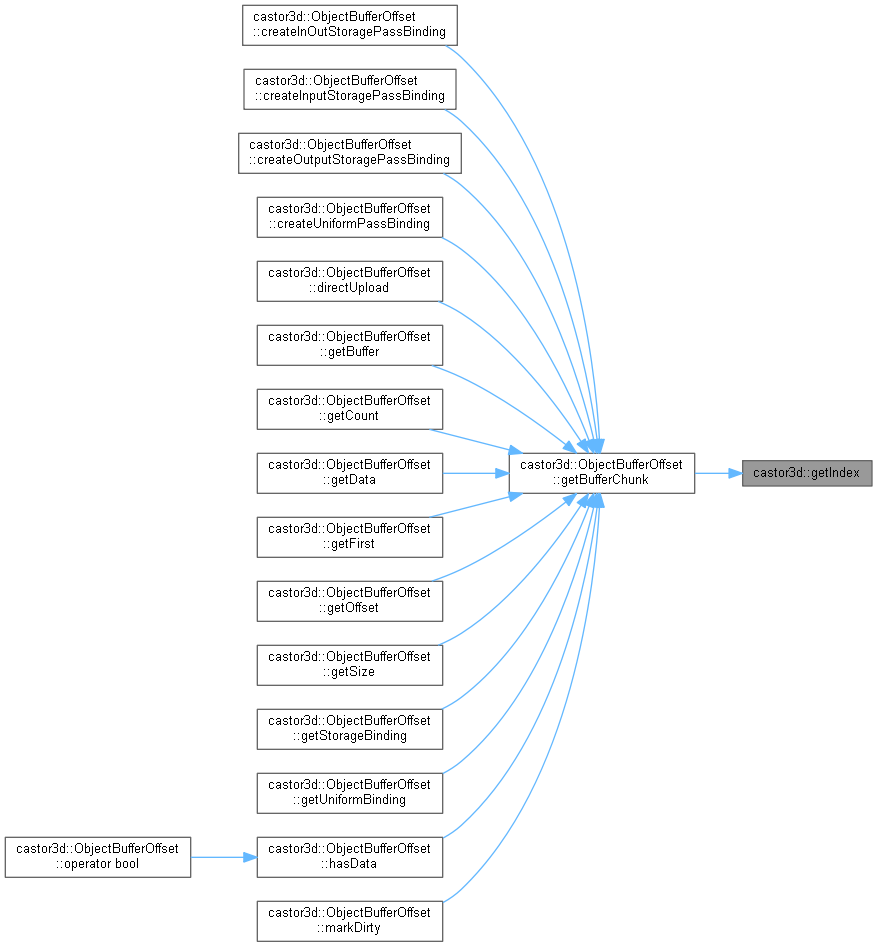 castor3d::ObjectBufferOffset
::createInOutStoragePassBinding
castor3d::ObjectBufferOffset
::createInputStoragePassBinding
castor3d::ObjectBufferOffset
::createOutputStoragePassBinding
castor3d::ObjectBufferOffset
::createUniformPassBinding
castor3d::ObjectBufferOffset
::directUpload
castor3d::ObjectBufferOffset
::getBuffer
castor3d::ObjectBufferOffset
::getCount
castor3d::ObjectBufferOffset
::getData
castor3d::ObjectBufferOffset
::getBufferChunk
castor3d::getIndex
castor3d::ObjectBufferOffset
::getFirst
castor3d::ObjectBufferOffset
::getOffset
castor3d::ObjectBufferOffset
::getSize
castor3d::ObjectBufferOffset
::getStorageBinding
castor3d::ObjectBufferOffset
::getUniformBinding
castor3d::ObjectBufferOffset
::operator bool
castor3d::ObjectBufferOffset
::hasData
castor3d::ObjectBufferOffset
::markDirty